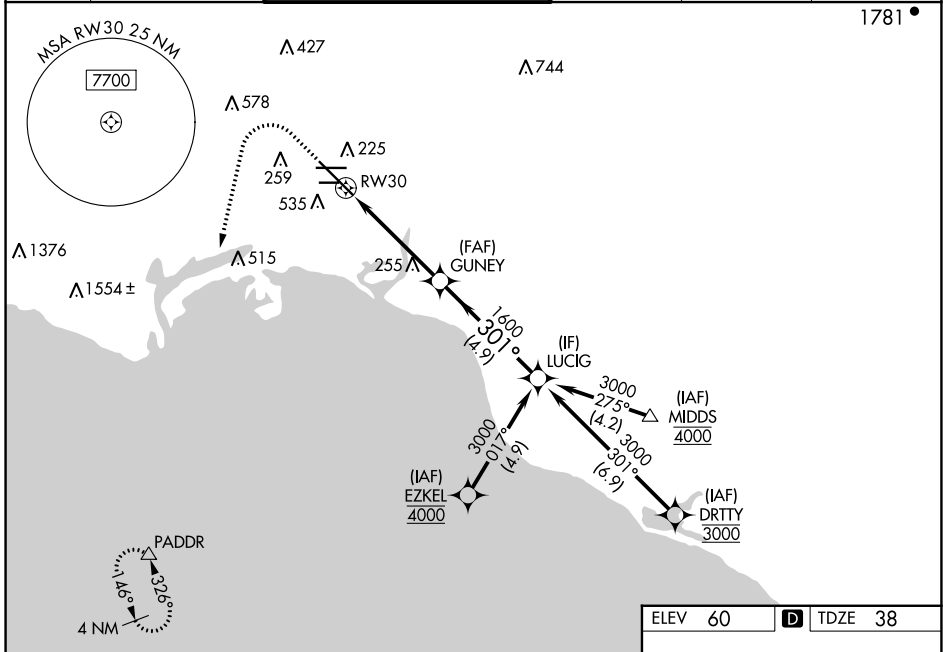 1781
MSA RW30 25 NM
7700
427
744
578
225
259
RW30
535
1376
515
255
(FAF)
GUNEY
1554 ±
1600
301°
(4.9)
(IF)
LUCIG
3000
275°
(4.2)
(IAF)
MIDDS
4000
3000
017°
(4.9)
3000
301°
(6.9)
(IAF)
EZKEL
4000
(IAF)
DRTTY
3000
PADDR
146°
326°
4 NM
ELEV 60 D TDZE 38